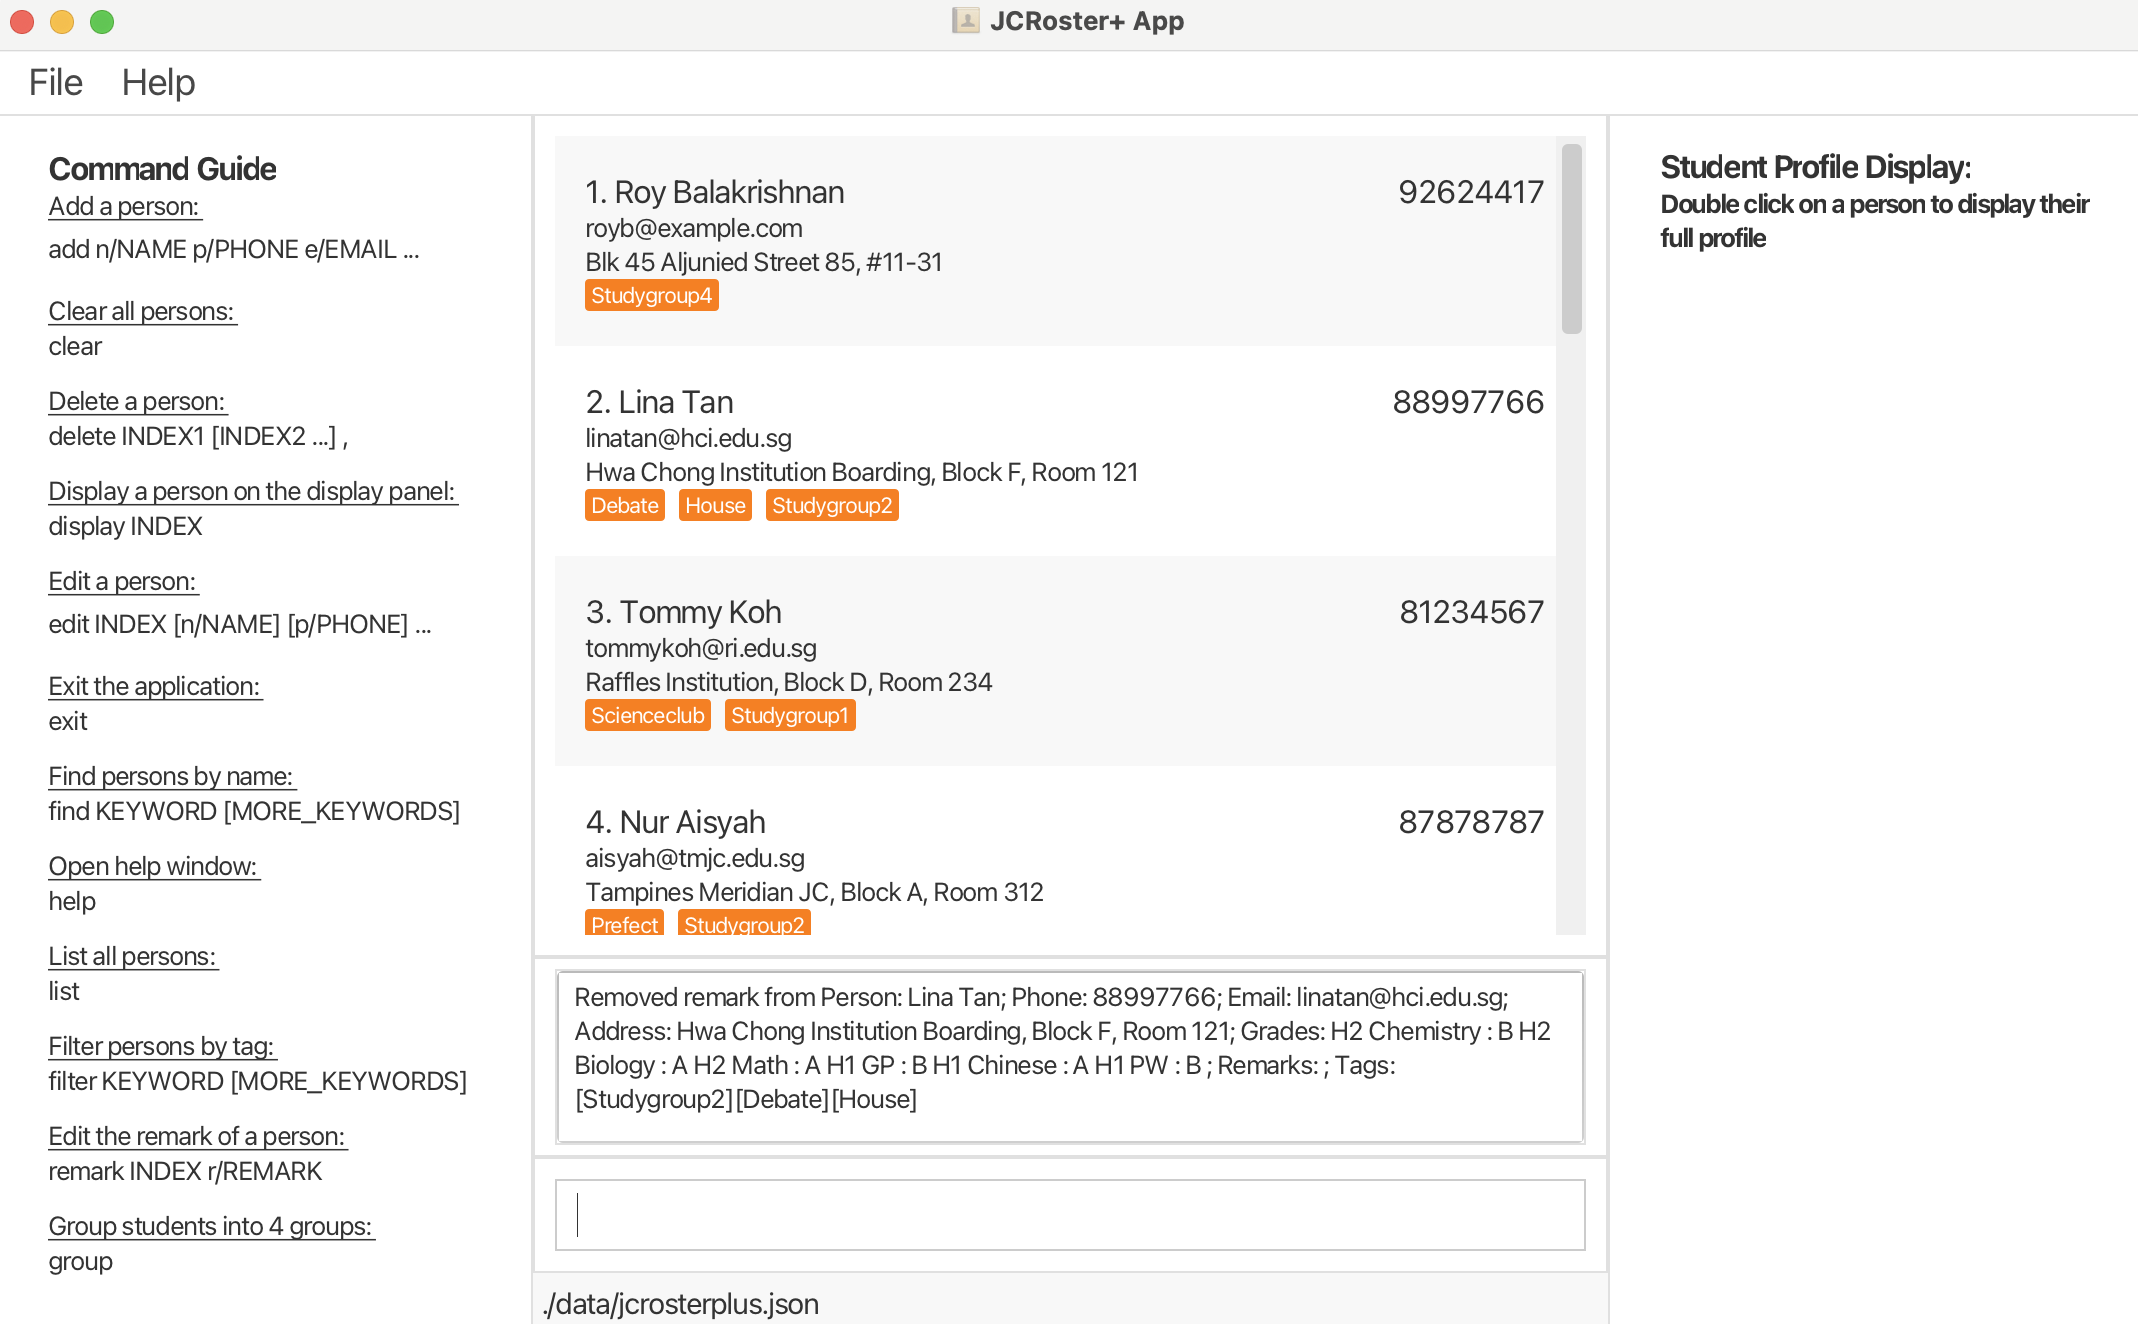 JCRoster+ App
File Help
Command Guide
Add a person:
add n/NAME p/PHONE e/EMAIL ...
Clear all persons:
clear
Delete a person:
delete INDEX1 [INDEX2 ...] ,
Display a person on the display panel:
display INDEX
Edit a person:
edit INDEX [n/NAME] [p/PHONE] ...
Exit the application:
exit
Find persons by name:
find KEYWORD [MORE_KEYWORDS]
Open help window:
help
List all persons:
list
Filter persons by tag:
filter KEYWORD [MORE_KEYWORDS]
Edit the remark of a person:
remark INDEX r/REMARK
Group students into 4 groups:
group
1. Roy Balakrishnan 92624417
royb@example.com
Blk 45 Aljunied Street 85, #11-31
Studygroup4
2. Lina Tan 88997766
linatan@hci.edu.sg
Hwa Chong Institution Boarding, Block F, Room 121
Debate House Studygroup2
3. Tommy Koh 81234567
tommykoh@ri.edu.sg
Raffles Institution, Block D, Room 234
Scienceclub Studygroup1
4. Nur Aisyah 87878787
aisyah@tmjc.edu.sg
Tampines Meridian JC, Block A, Room 312
Prefect Studygroup2
Removed remark from Person: Lina Tan; Phone: 88997766; Email: linatan@hci.edu.sg;
Address: Hwa Chong Institution Boarding, Block F, Room 121; Grades: H2 Chemistry : B H2
Biology : A H2 Math : A H1 GP : B H1 Chinese : A H1 PW : B ; Remarks: ; Tags:
[Studygroup2][Debate][House]
./data/jcrosterplus.json
Student Profile Display:
Double click on a person to display their
full profile